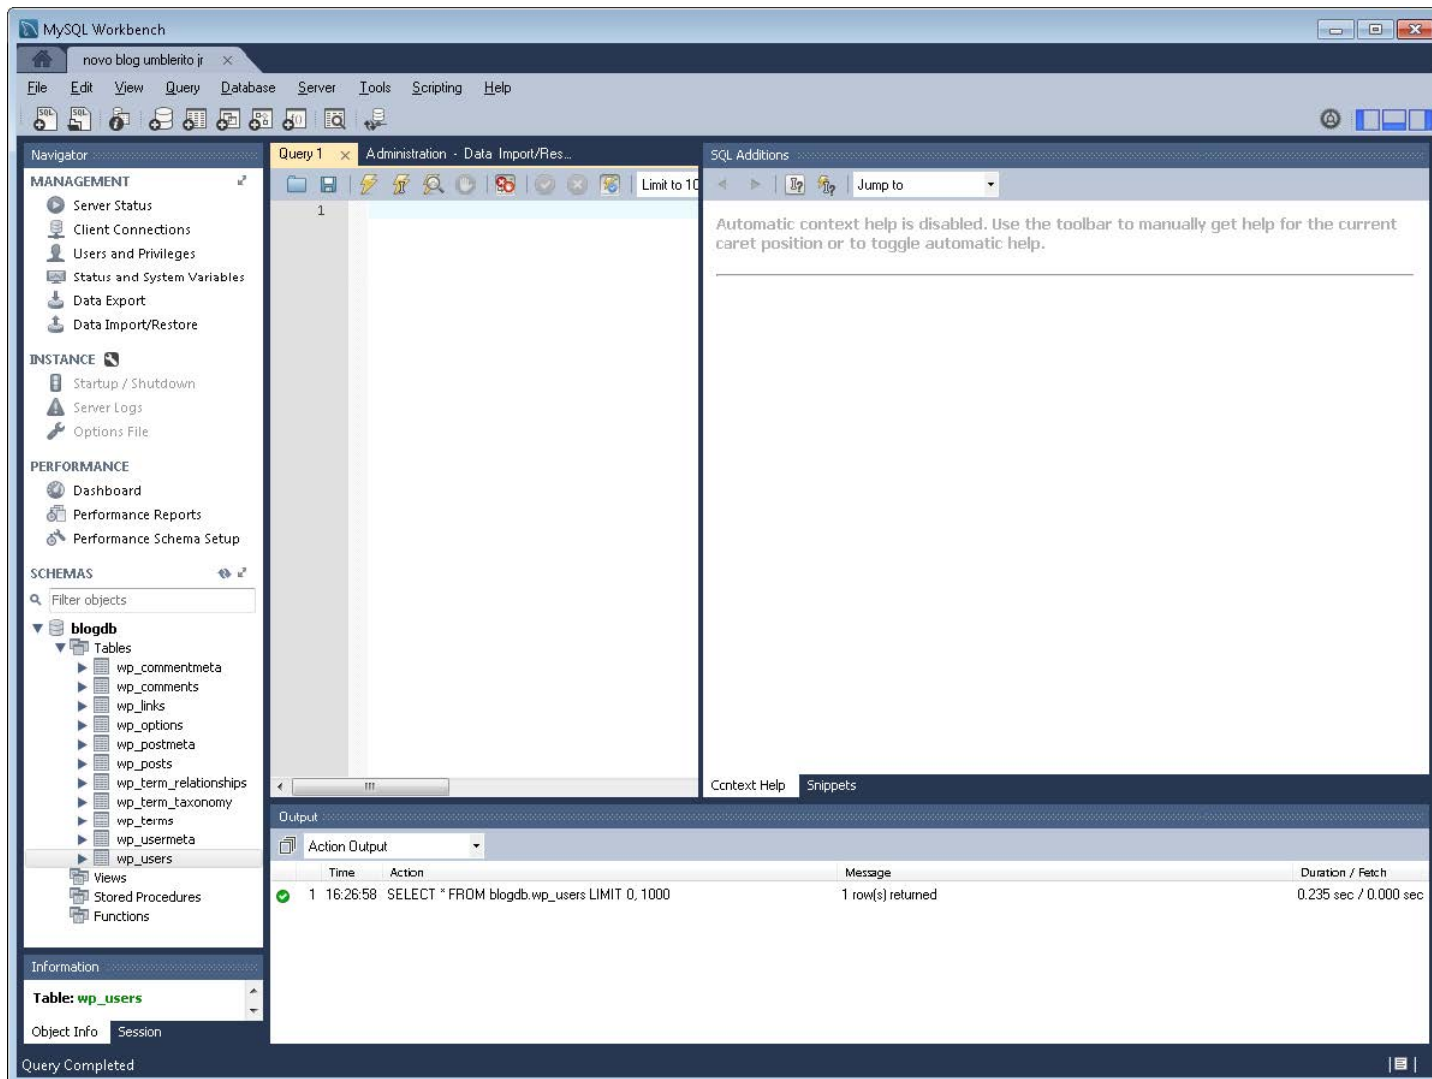 MySQL Workbench
novo blog umblerito jr
File Edit View Query Database Server Tools Scripting Help
Navigator
MANAGEMENT
Server Status
Client Connections
Users and Privileges
Status and System Variables
Data Export
Data Import/Restore
INSTANCE
Startup / Shutdown
Server Logs
Options File
PERFORMANCE
Dashboard
Performance Reports
Performance Schema Setup
SCHEMAS
Filter objects
blogdb
Tables
wp_commentmeta
wp_comments
wp_links
wp_options
wp_postmeta
wp_posts
wp_term_relationships
wp_term_taxonomy
wp_terms
wp_usermeta
wp_users
Views
Stored Procedures
Functions
Information
Table: wp_users
Object Info Session
Query 1 Administration - Data Import/Res...
Limit to 10
1
SQL Additions
Jump to
Automatic context help is disabled. Use the toolbar to manually get help for the current
caret position or to toggle automatic help.
Context Help Snippets
Output
Action Output
Time Action Message Duration / Fetch
1 16:26:58 SELECT * FROM blogdb.wp_users LIMIT 0, 1000 1 row(s) returned 0.235 sec / 0.000 sec
Query Completed